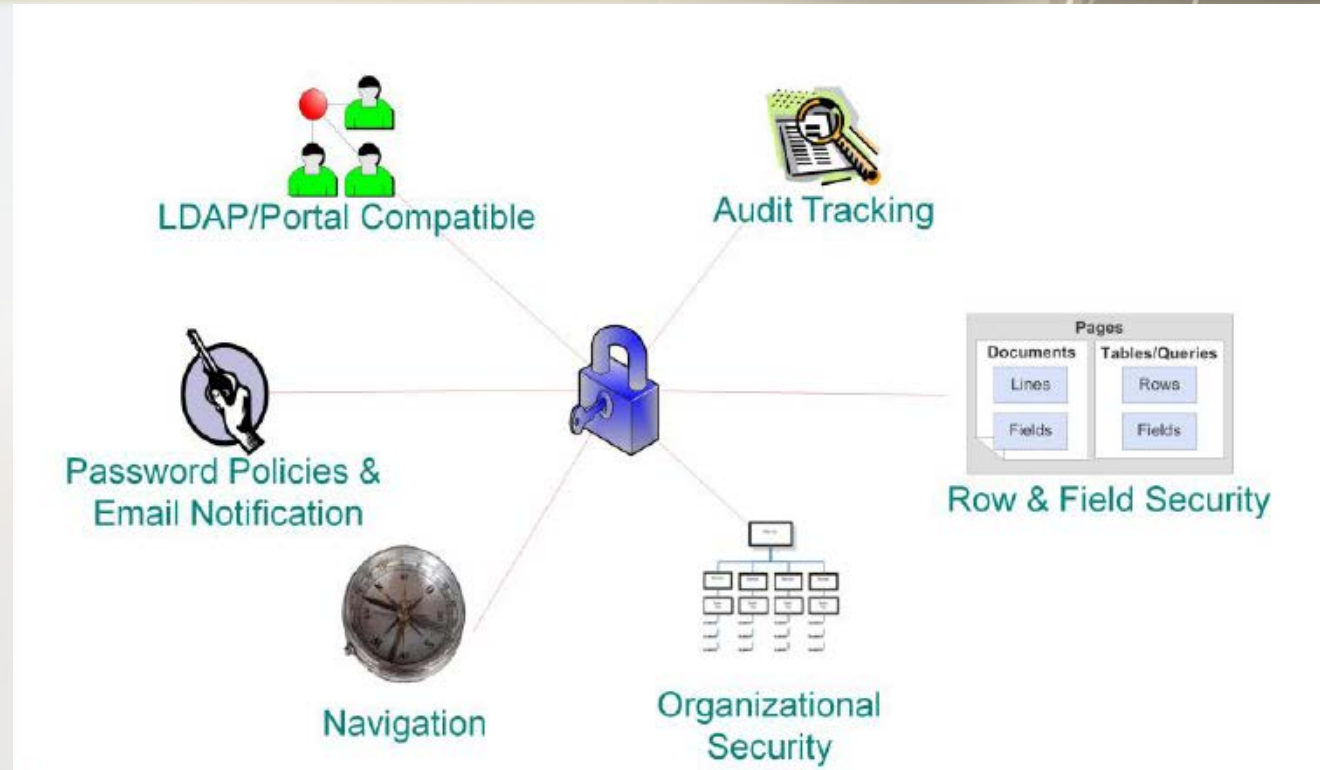 LDAP/Portal Compatible
Audit Tracking
Pages
Documents
Tables/Queries
Lines
Rows
Fields
Fields
Row & Field Security
Password Policies &
Email Notification
Navigation
Organizational
Security